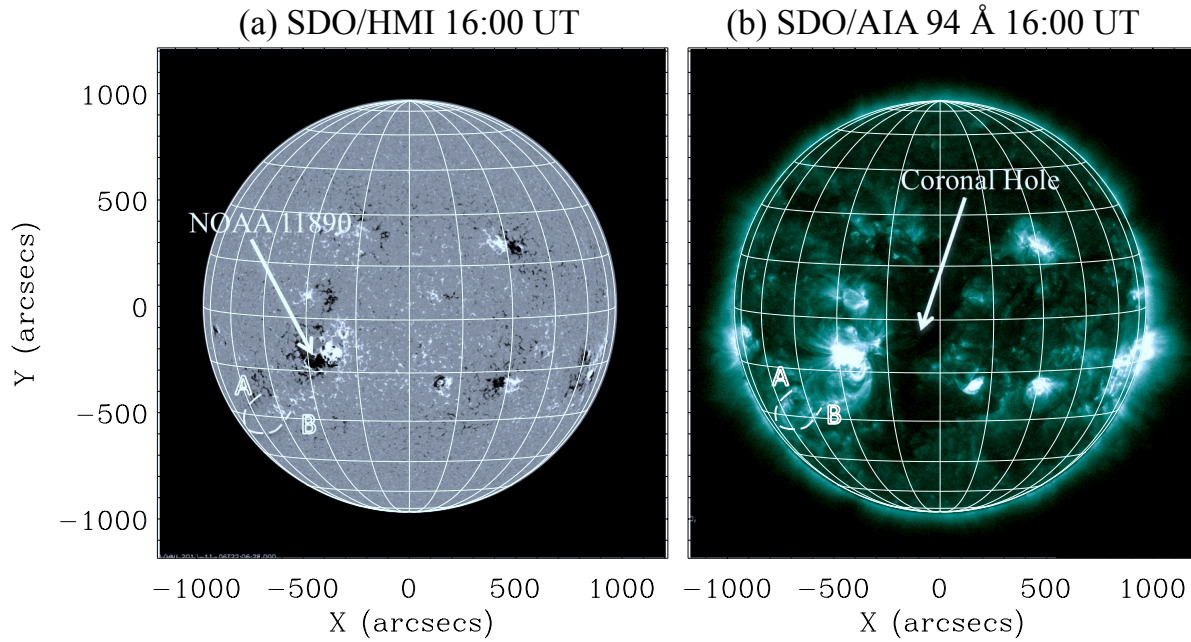 (a) SDO/HMI 16:00 UT
(b) SDO/AIA 94 Å 16:00 UT
1000
500
0
−500
−1000
Y (arcsecs)
NOAA 11890
A
B
Coronal Hole
A
B
−1000 −500 0 500 1000
X (arcsecs)
−1000 −500 0 500 1000
X (arcsecs)